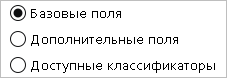 Базовые поля
Дополнительные поля
Доступные классификаторы